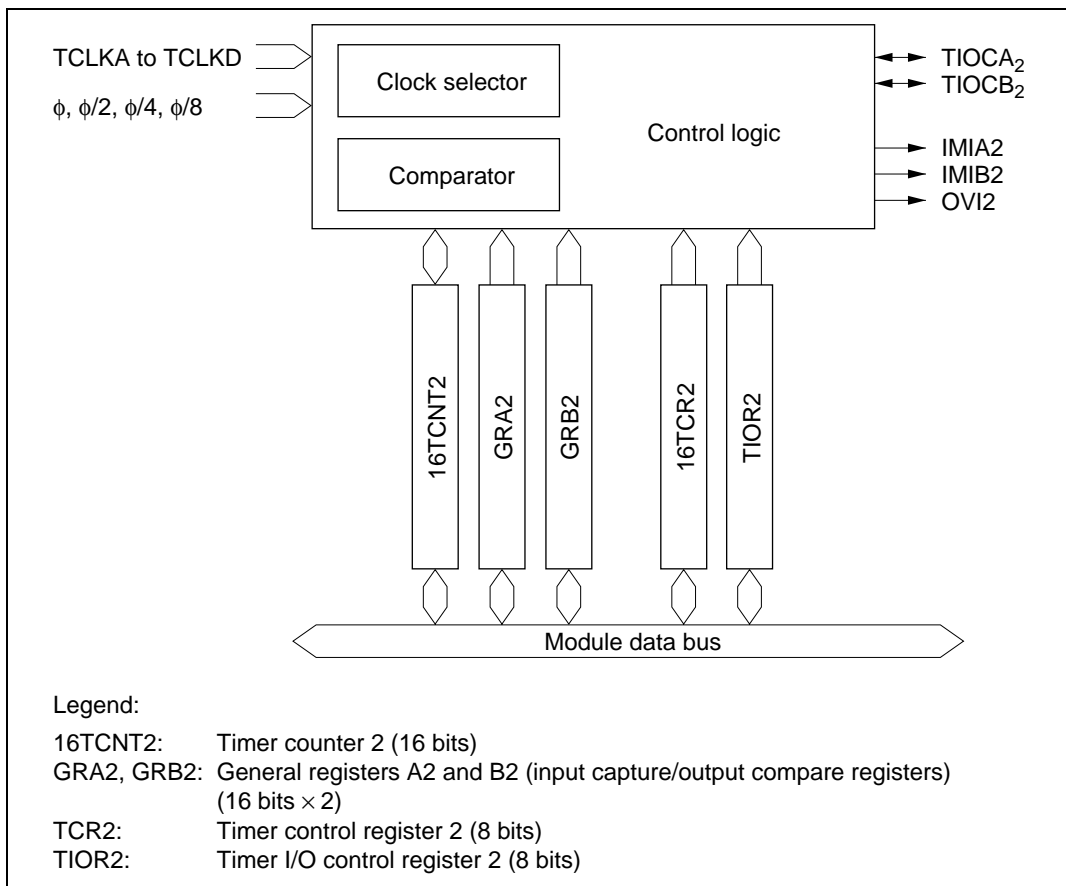 TCLKA to TCLKD
ϕ, ϕ/2, ϕ/4, ϕ/8
Clock selector
Comparator
Control logic
TIOCA2
TIOCB2
IMIA2
IMIB2
OVI2
16TCNT2
GRA2
GRB2
16TCR2
TIOR2
Module data bus
Legend:
16TCNT2: Timer counter 2 (16 bits)
GRA2, GRB2: General registers A2 and B2 (input capture/output compare registers)
(16 bits × 2)
TCR2: Timer control register 2 (8 bits)
TIOR2: Timer I/O control register 2 (8 bits)